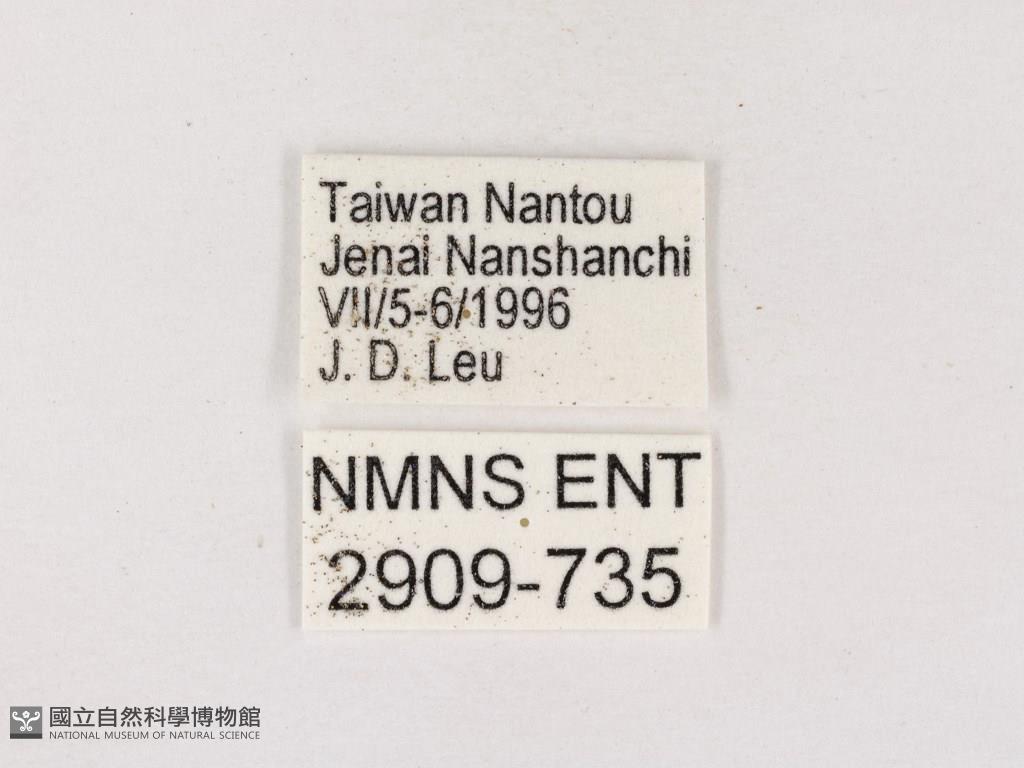 Taiwan Nantou
Jenai Nanshanchi
VII/5-6/1996
J. D. Leu
NMNS ENT
2909-735
國立自然科學博物館
NATIONAL MUSEUM OF NATURAL SCIENCE